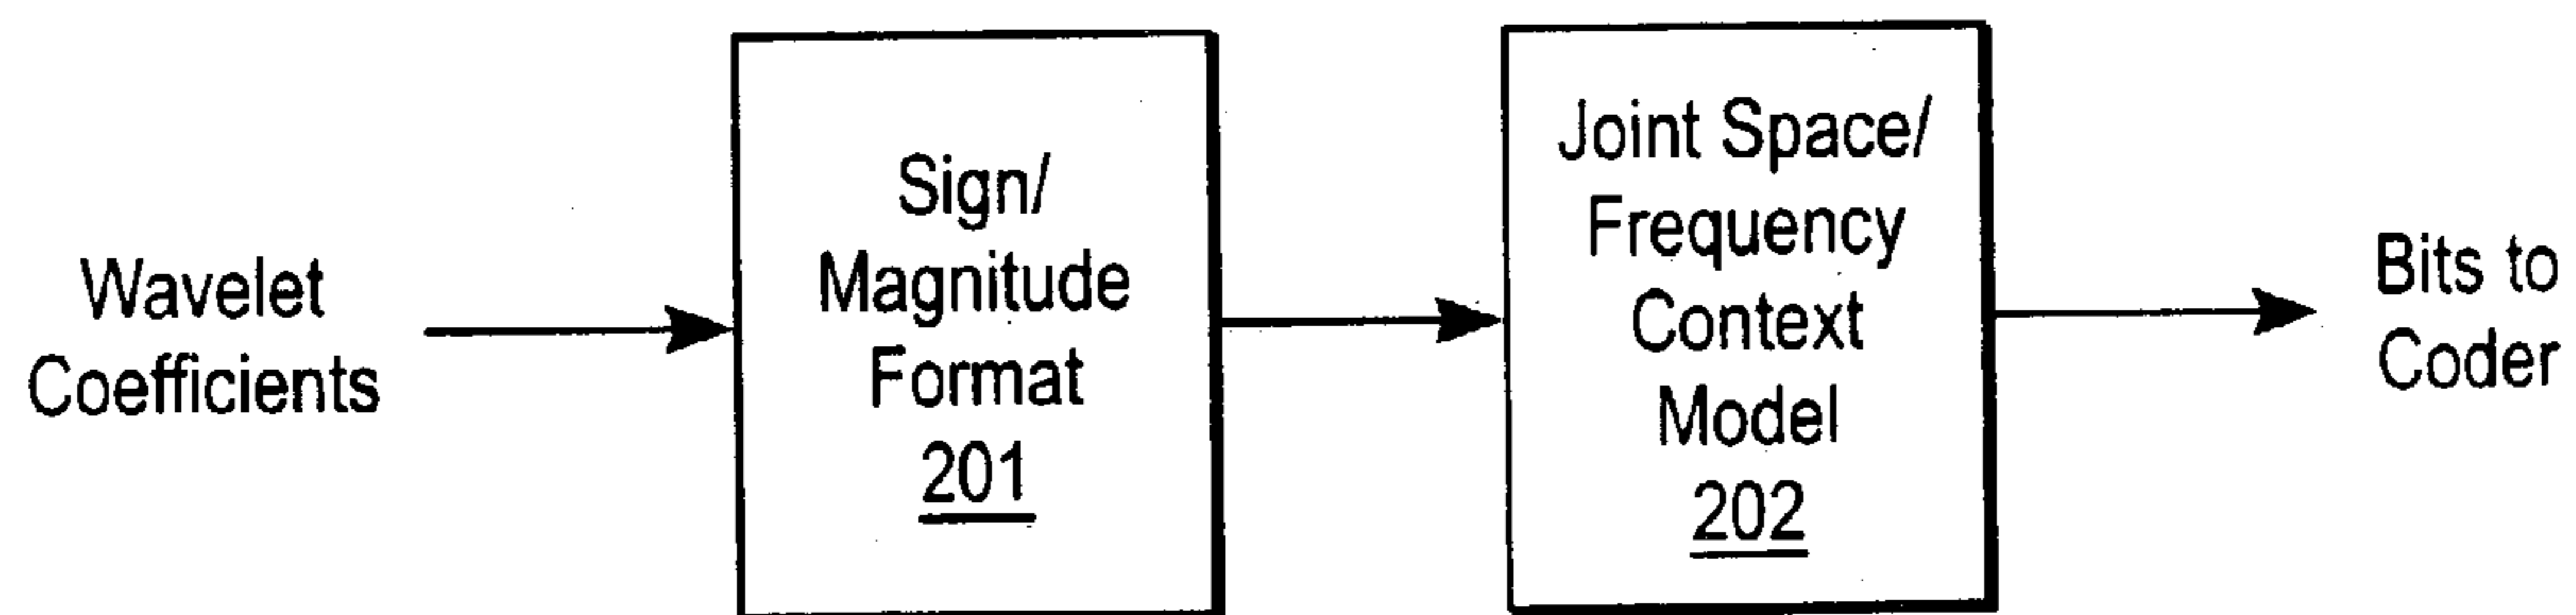 Wavelet
Coefficients
Sign/
Magnitude
Format
201
Joint Space/
Frequency
Context
Model
202
Bits to
Coder